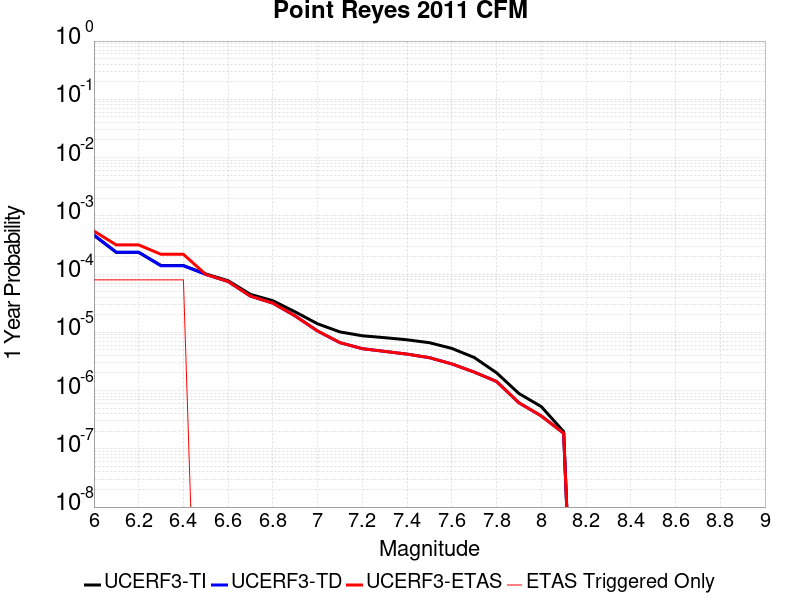 Point Reyes 2011 CFM
10 0
10 -1
10 -2
10 -3
10 -4
10 -5
10 -6
10 -7
10 -8
1 Year Probability
6 6.2 6.4 6.6 6.8 7 7.2 7.4 7.6 7.8 8 8.2 8.4 8.6 8.8 9
Magnitude
UCERF3-TI UCERF3-TD UCERF3-ETAS ETAS Triggered Only